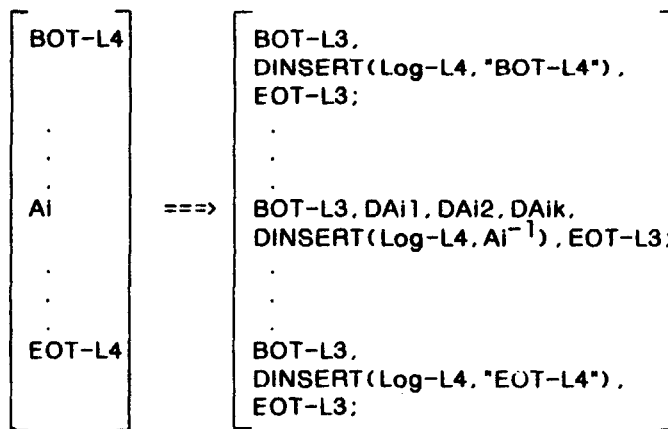 BOT-L4
BOT-L3,
DINSERT(Log-L4, "BOT-L4"),
EOT-L3;
.
.
.
.
.
.
Ai ===> BOT-L3, DAi1, DAi2, DAik,
DINSERT(Log-L4, Ai⁻¹), EOT-L3;
.
.
.
.
.
.
EOT-L4
BOT-L3,
DINSERT(Log-L4, "EOT-L4"),
EOT-L3;